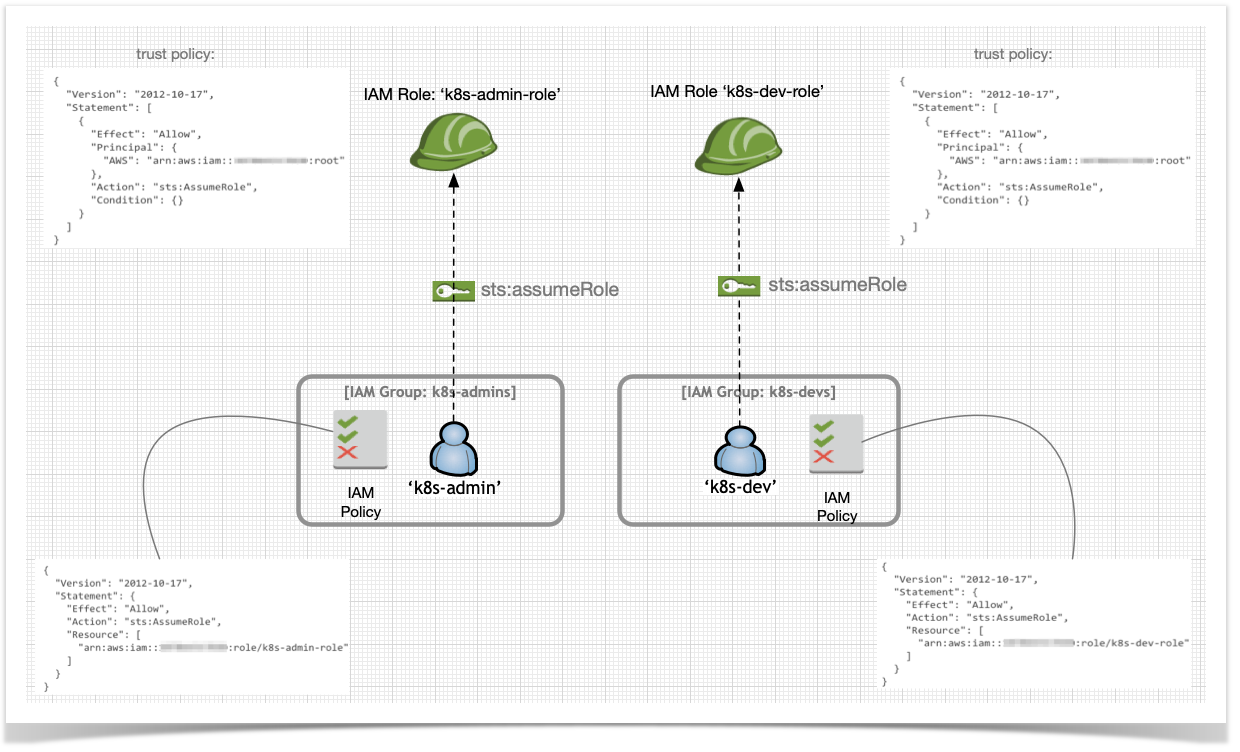 trust policy:
{
"Version": "2012-10-17",
"Statement": [
{
"Effect": "Allow",
"Principal": {
"AWS": "arn:aws:iam:: :root"
},
"Action": "sts:AssumeRole",
"Condition": {}
}
]
}
IAM Role: ‘k8s-admin-role’
IAM Role ‘k8s-dev-role’
trust policy:
{
"Version": "2012-10-17",
"Statement": [
{
"Effect": "Allow",
"Principal": {
"AWS": "arn:aws:iam:: :root"
},
"Action": "sts:AssumeRole",
"Condition": {}
}
]
}
sts:assumeRole
sts:assumeRole
[IAM Group: k8s-admins]
IAM
Policy
‘k8s-admin’
[IAM Group: k8s-devs]
‘k8s-dev’
IAM
Policy
{
"Version": "2012-10-17",
"Statement": {
"Effect": "Allow",
"Action": "sts:AssumeRole",
"Resource": [
"arn:aws:iam:: :role/k8s-admin-role"
]
}
}
{
"Version": "2012-10-17",
"Statement": {
"Effect": "Allow",
"Action": "sts:AssumeRole",
"Resource": [
"arn:aws:iam:: :role/k8s-dev-role"
]
}
}